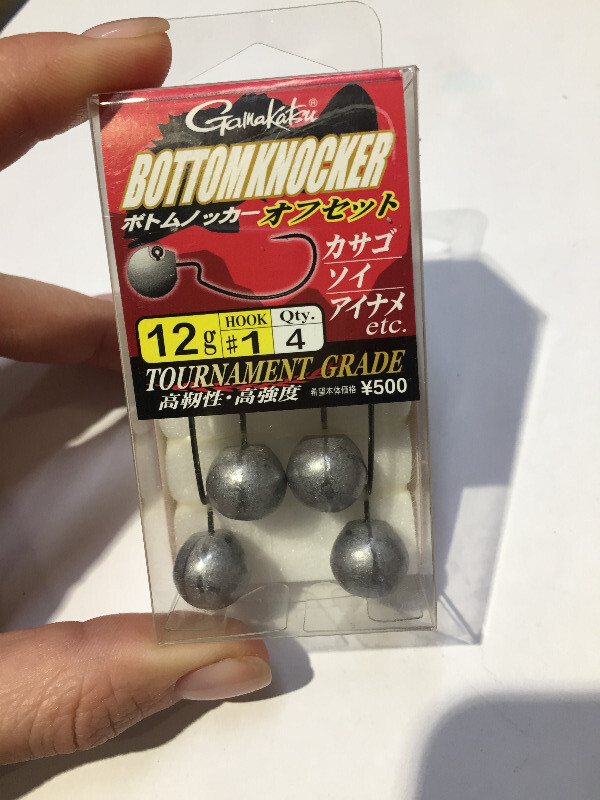 Gamakatsu®
BOTTOMKNOCKER
ボトムノッカー オフセット
カサゴ
ソイ
アイナメ
etc.
12g HOOK #1 Qty. 4
TOURNAMENT GRADE
高靭性・高強度 希望本体価格 ¥500